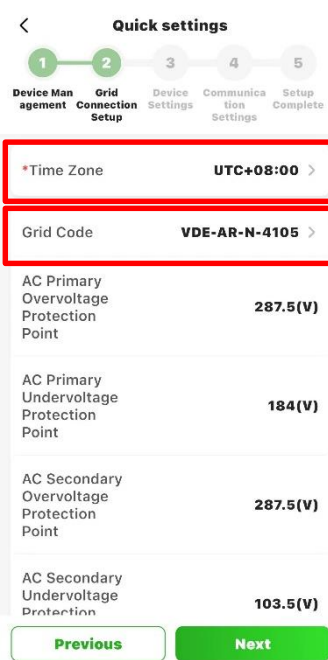 Quick settings
1 2 3 4 5
Device Man Grid Device Communica Setup
agement Connection Settings tion Complete
Setup Settings
*Time Zone UTC+08:00 >
Grid Code VDE-AR-N-4105 >
AC Primary
Overvoltage
Protection 287.5(V)
Point
AC Primary
Undervoltage
Protection 184(V)
Point
AC Secondary
Overvoltage
Protection 287.5(V)
Point
AC Secondary
Undervoltage
Protection 103.5(V)
Previous Next